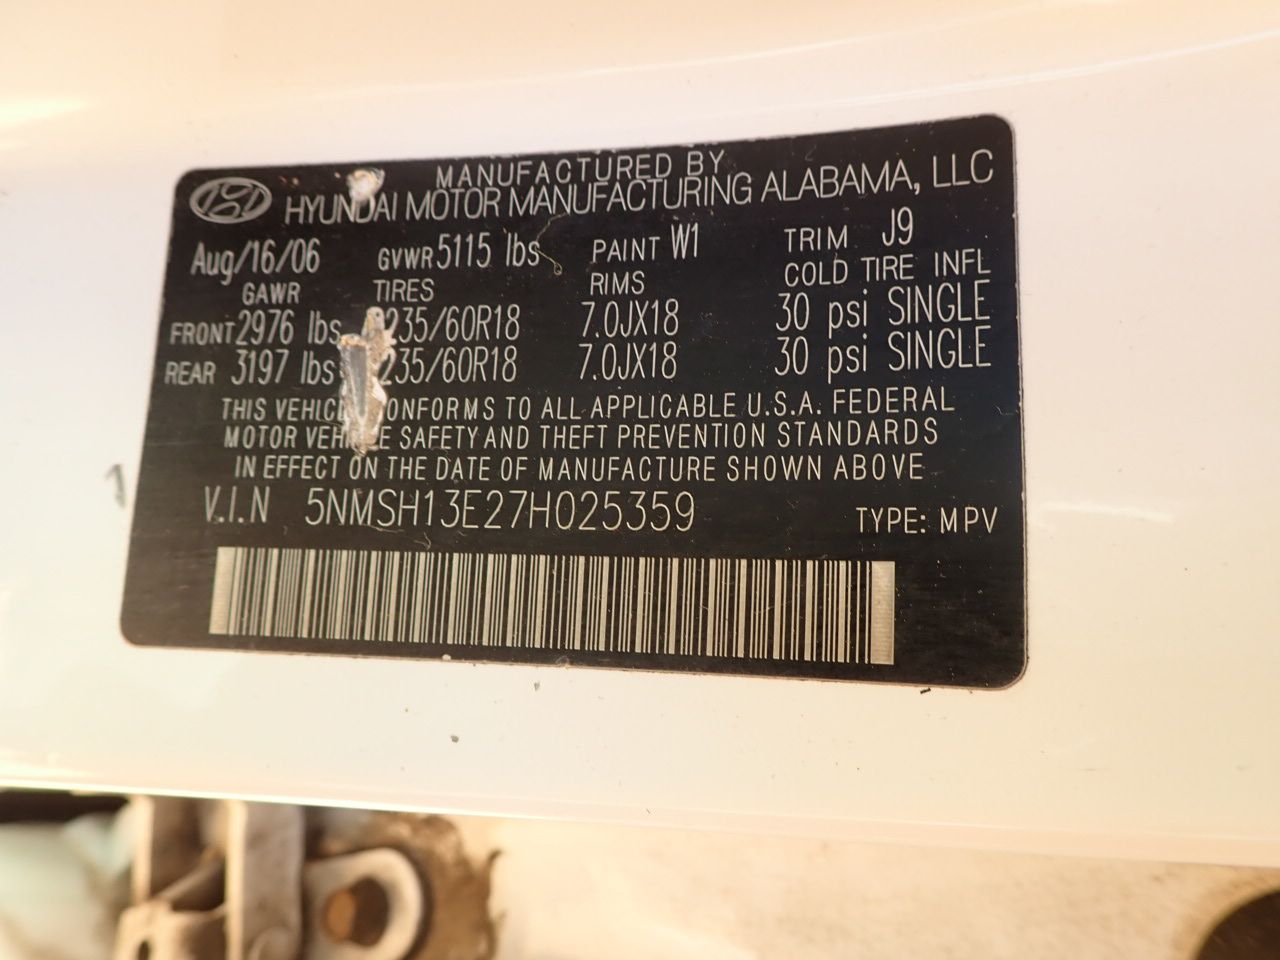 MANUFACTURED BY
HYUNDAI MOTOR MANUFACTURING ALABAMA, LLC
Aug/16/06 GVWR 5115 lbs PAINT W1 TRIM J9
GAWR TIRES RIMS COLD TIRE INFL
FRONT 2976 lbs 235/60R18 7.0JX18 30 psi SINGLE
REAR 3197 lbs 235/60R18 7.0JX18 30 psi SINGLE
THIS VEHICLE CONFORMS TO ALL APPLICABLE U.S.A. FEDERAL
MOTOR VEHICLE SAFETY AND THEFT PREVENTION STANDARDS
IN EFFECT ON THE DATE OF MANUFACTURE SHOWN ABOVE
V.I.N 5NMSH13E27H025359 TYPE: MPV